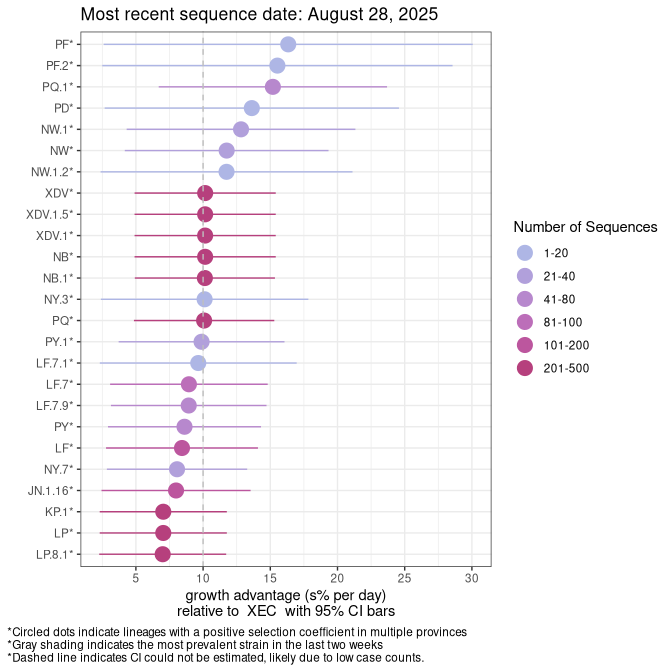 Most recent sequence date: August 28, 2025
PF*
PF.2*
PQ.1*
PD*
NW.1*
NW*
NW.1.2*
XDV*
XDV.1.5*
XDV.1*
NB*
NB.1*
NY.3*
PQ*
PY.1*
LF.7.1*
LF.7*
LF.7.9*
PY*
LF*
NY.7*
JN.1.16*
KP.1*
LP*
LP.8.1*
5 10 15 20 25 30
growth advantage (s% per day)
relative to XEC with 95% CI bars
Number of Sequences
1-20
21-40
41-80
81-100
101-200
201-500
*Circled dots indicate lineages with a positive selection coefficient in multiple provinces
*Gray shading indicates the most prevalent strain in the last two weeks
*Dashed line indicates CI could not be estimated, likely due to low case counts.